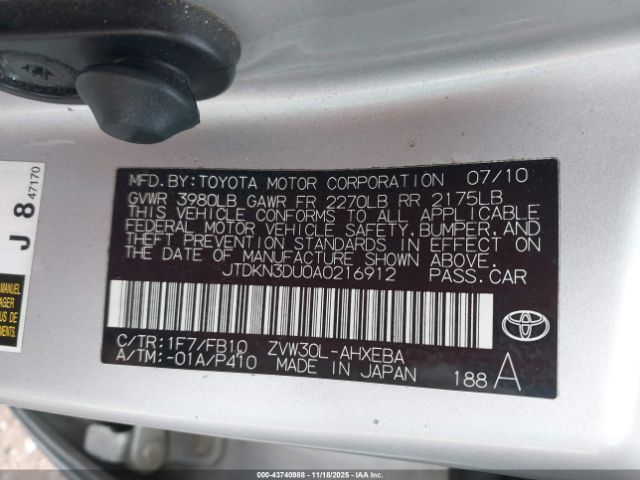 MFD. BY: TOYOTA MOTOR CORPORATION 07/10
GVWR 3980LB GAWR FR 2270LB RR 2175LB
THIS VEHICLE CONFORMS TO ALL APPLICABLE
FEDERAL MOTOR VEHICLE SAFETY, BUMPER, AND
THEFT PREVENTION STANDARDS IN EFFECT ON
THE DATE OF MANUFACTURE SHOWN ABOVE.
JTDKN3DU0A0216912 PASS. CAR
C/TR: 1F7/FB10 ZVW30L-AHXEBA
A/TM: -01A/P410 MADE IN JAPAN
188 A
TOYOTA
J 8 47170
000-43740988 | 11/18/2025 | Copyright IAA, Inc.